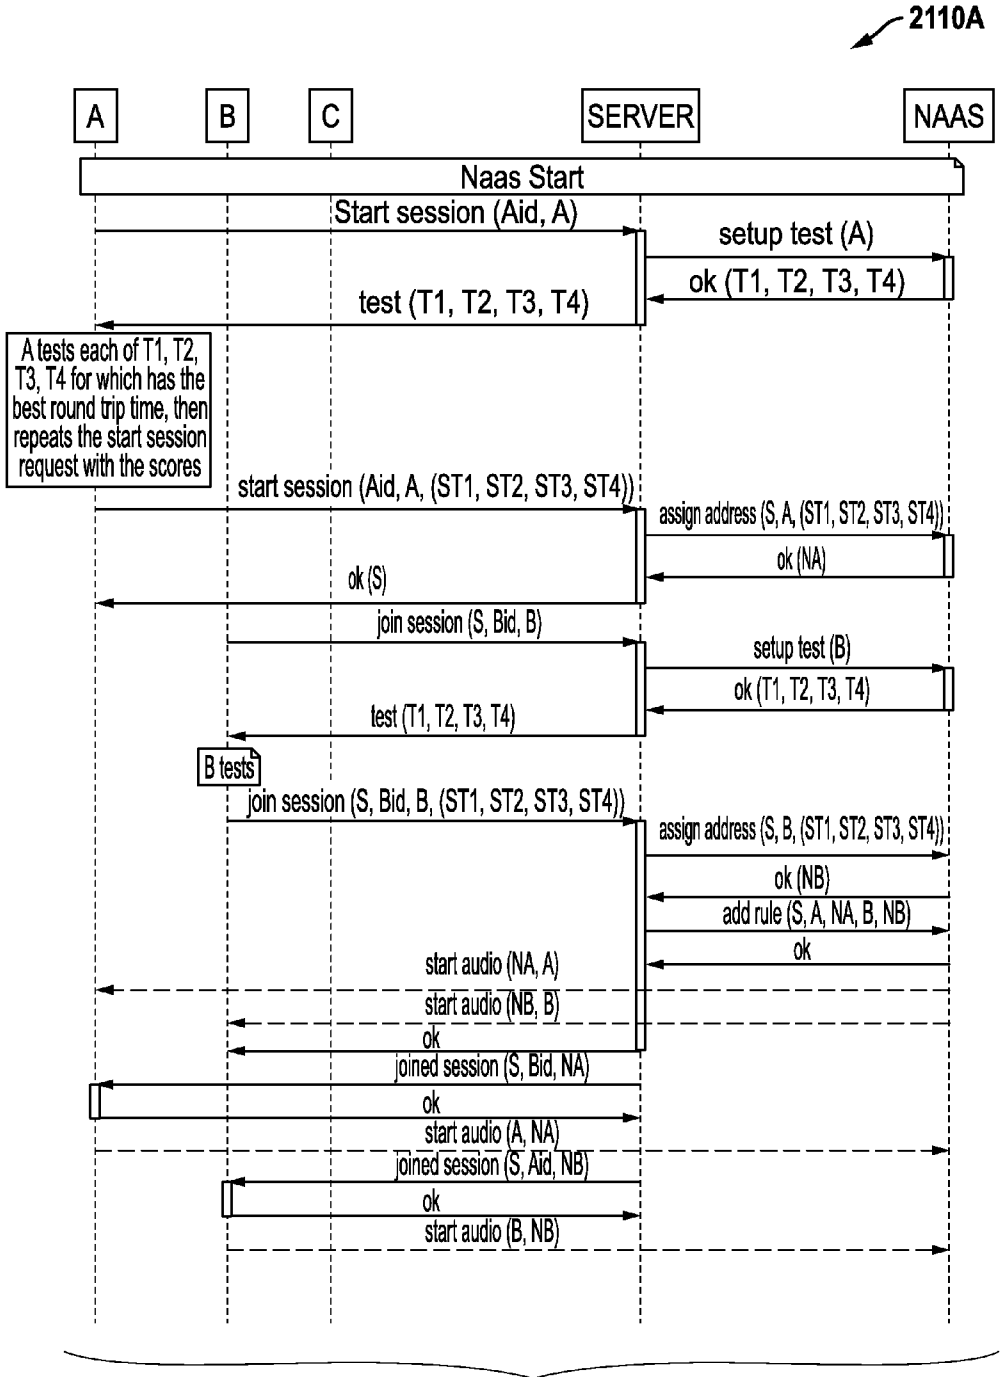 2110A
A
B
C
SERVER
NAAS
Naas Start
Start session (Aid, A)
setup test (A)
ok (T1, T2, T3, T4)
test (T1, T2, T3, T4)
A tests each of T1, T2,
T3, T4 for which has the
best round trip time, then
repeats the start session
request with the scores
start session (Aid, A, (ST1, ST2, ST3, ST4))
assign address (S, A, (ST1, ST2, ST3, ST4))
ok (NA)
ok (S)
join session (S, Bid, B)
setup test (B)
ok (T1, T2, T3, T4)
test (T1, T2, T3, T4)
B tests
join session (S, Bid, B, (ST1, ST2, ST3, ST4))
assign address (S, B, (ST1, ST2, ST3, ST4))
ok (NB)
add rule (S, A, NA, B, NB)
ok
start audio (NA, A)
start audio (NB, B)
ok
joined session (S, Bid, NA)
ok
start audio (A, NA)
joined session (S, Aid, NB)
ok
start audio (B, NB)